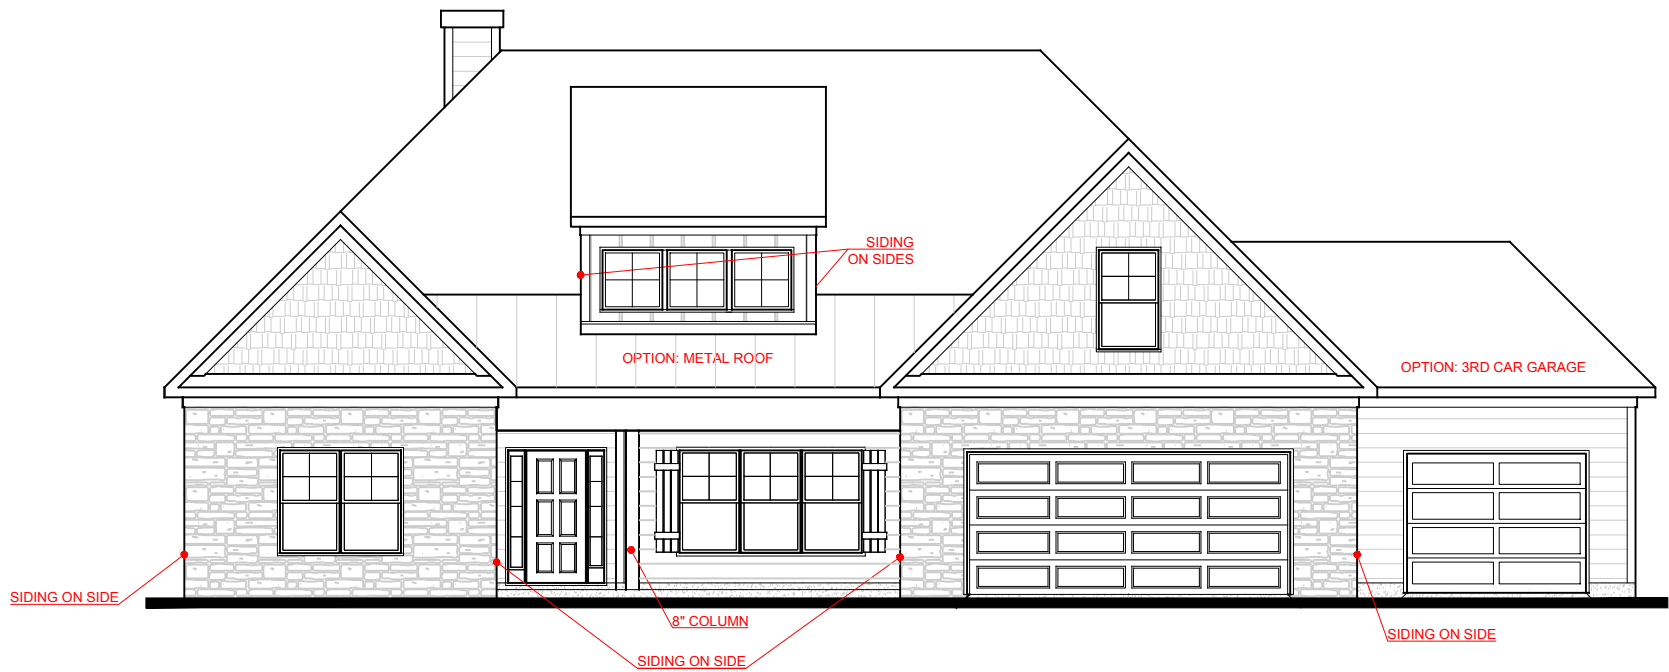 SIDING
ON SIDES
OPTION: METAL ROOF
OPTION: 3RD CAR GARAGE
SIDING ON SIDE
8" COLUMN
SIDING ON SIDE
SIDING ON SIDE